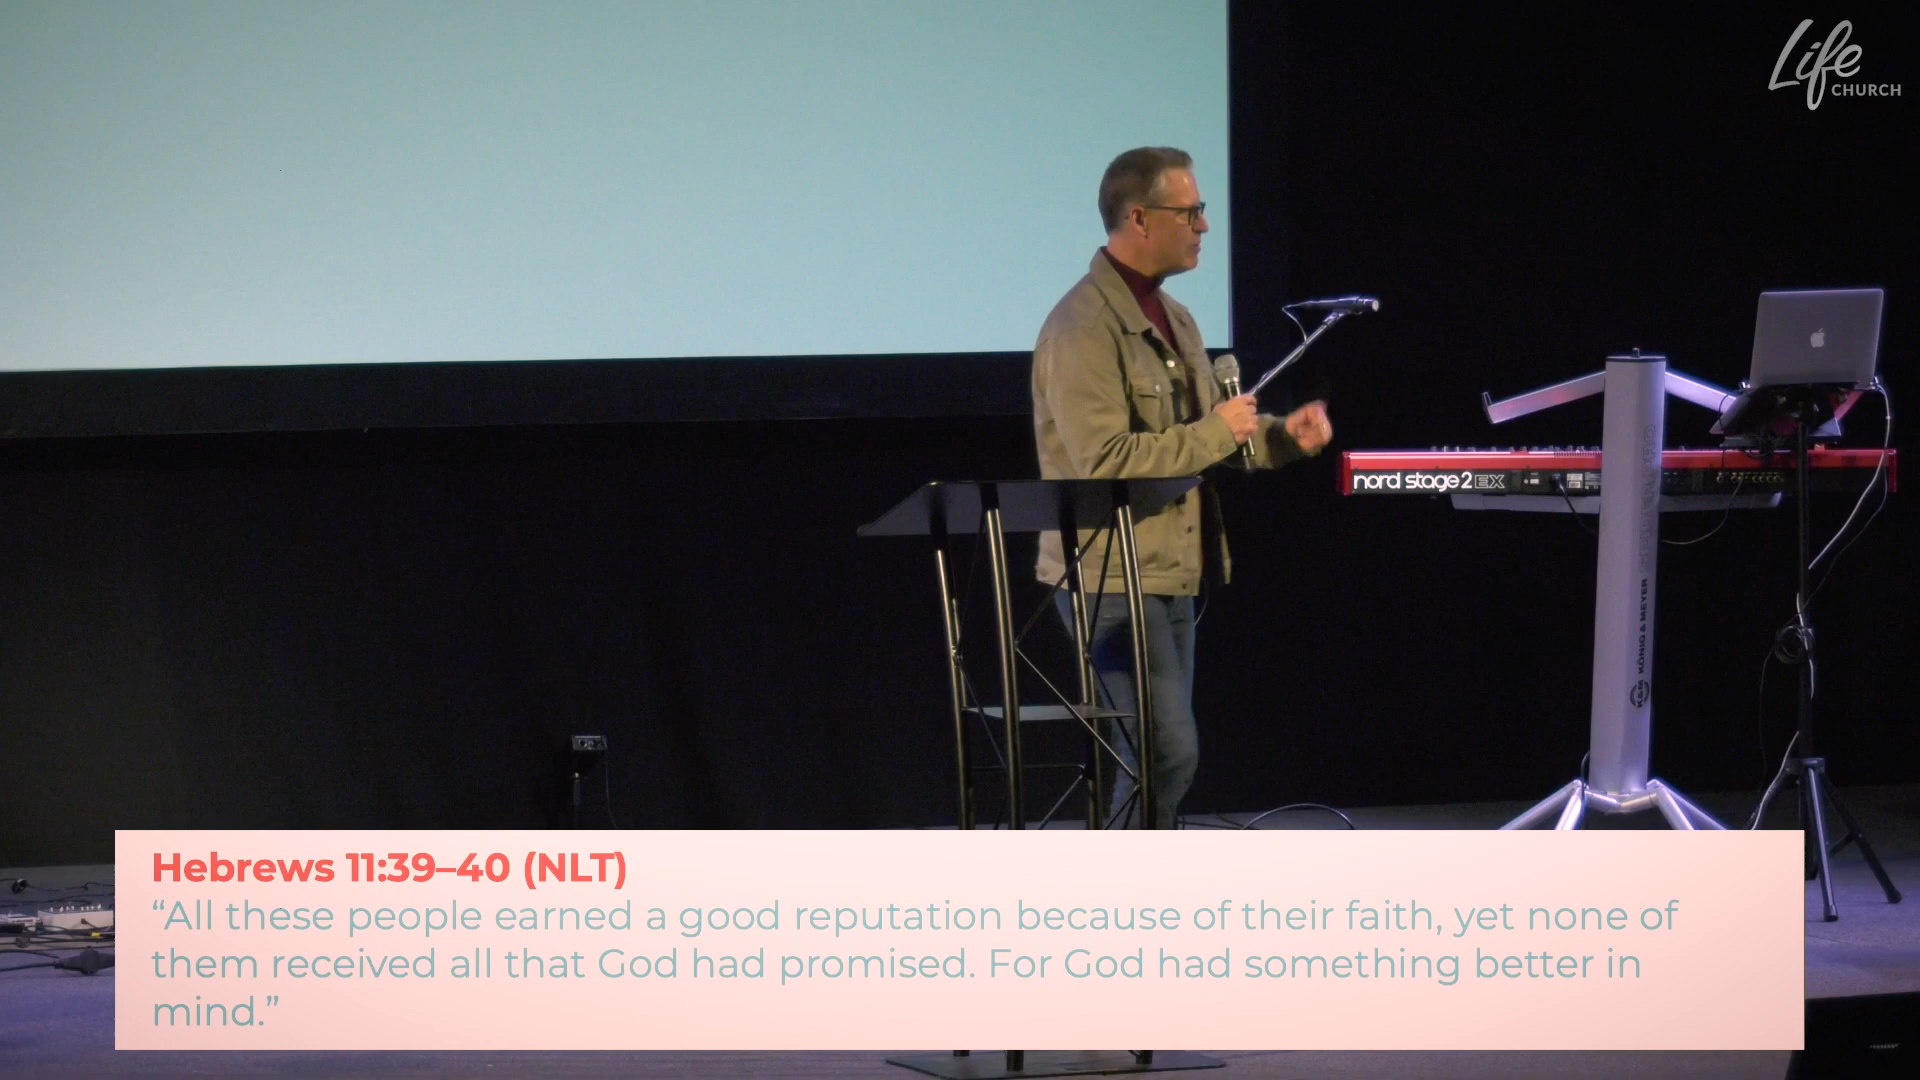 Life
CHURCH
nord stage 2 EX
K&M KÖNIG & MEYER
Hebrews 11:39–40 (NLT)
“All these people earned a good reputation because of their faith, yet none of
them received all that God had promised. For God had something better in
mind.”